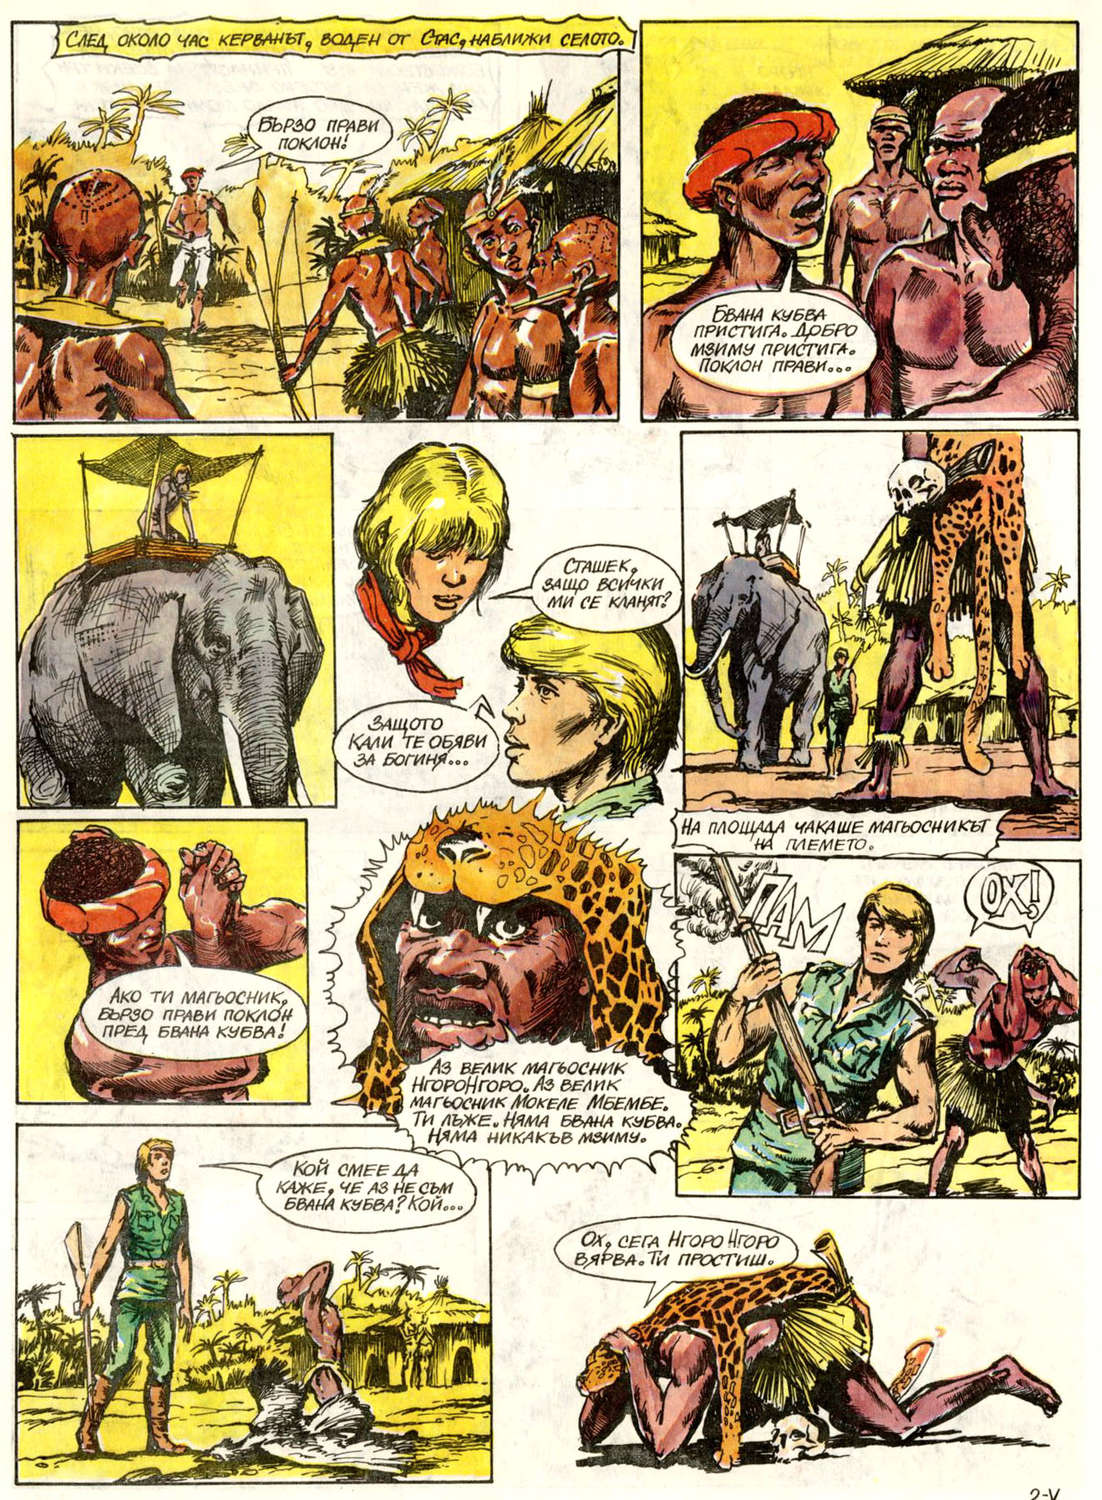 СЛЕД ОКОЛО ЧАС КЕРВАНЪТ, ВОДЕН ОТ СТАС, НАБЛИЖИ СЕЛОТО.
БЪРЗО ПРАВИ
ПОКЛОН!
БВАНА КУБВА
ПРИСТИГА. ДОБРО
МЗИМУ ПРИСТИГА.
ПОКЛОН ПРАВИ...
СТАШЕК,
ЗАЩО ВСИЧКИ
МИ СЕ КЛАНЯТ?
ЗАЩОТО
КАЛИ ТЕ ОБЯВИ
ЗА БОГИНЯ...
НА ПЛОЩАДА ЧАКАШЕ МАГЬОСНИКЪТ
НА ПЛЕМЕТО.
АКО ТИ МАГЬОСНИК,
БЪРЗО ПРАВИ ПОКЛОН
ПРЕД БВАНА КУБВА!
АЗ ВЕЛИК МАГЬОСНИК
НГОРОНГОРО. АЗ ВЕЛИК
МАГЬОСНИК МОКЕЛЕ МБЕМБЕ.
ТИ ЛЪЖЕ. НЯМА БВАНА КУБВА.
НЯМА НИКАКЪВ МЗИМУ.
ПАМ
ОХ!
КОЙ СМЕЕ ДА
КАЖЕ, ЧЕ АЗ НЕ СЪМ
БВАНА КУБВА? КОЙ...
ОХ, СЕГА НГОРО НГОРО
ВЯРВА. ТИ ПРОСТИШ.
2-V